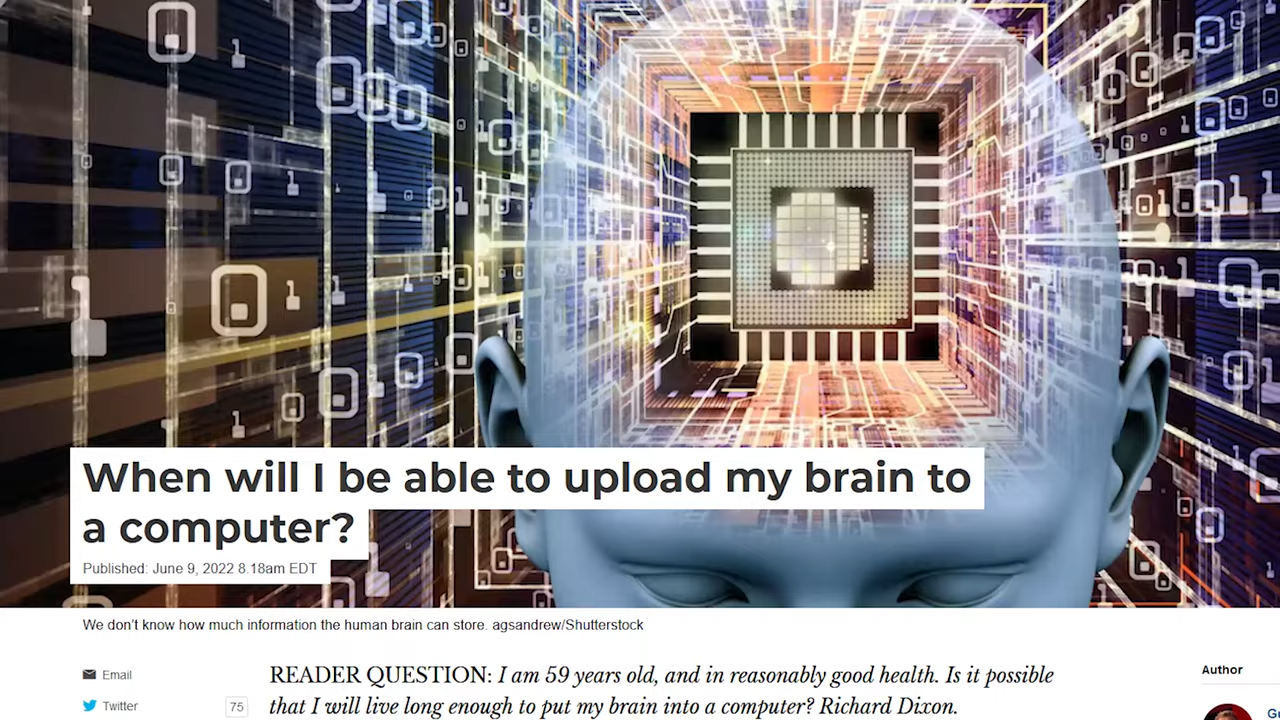 When will I be able to upload my brain to
a computer?
Published: June 9, 2022 8.18am EDT
We don’t know how much information the human brain can store. agsandrew/Shutterstock
Email
Twitter
75
READER QUESTION: I am 59 years old, and in reasonably good health. Is it possible
that I will live long enough to put my brain into a computer? Richard Dixon.
Author